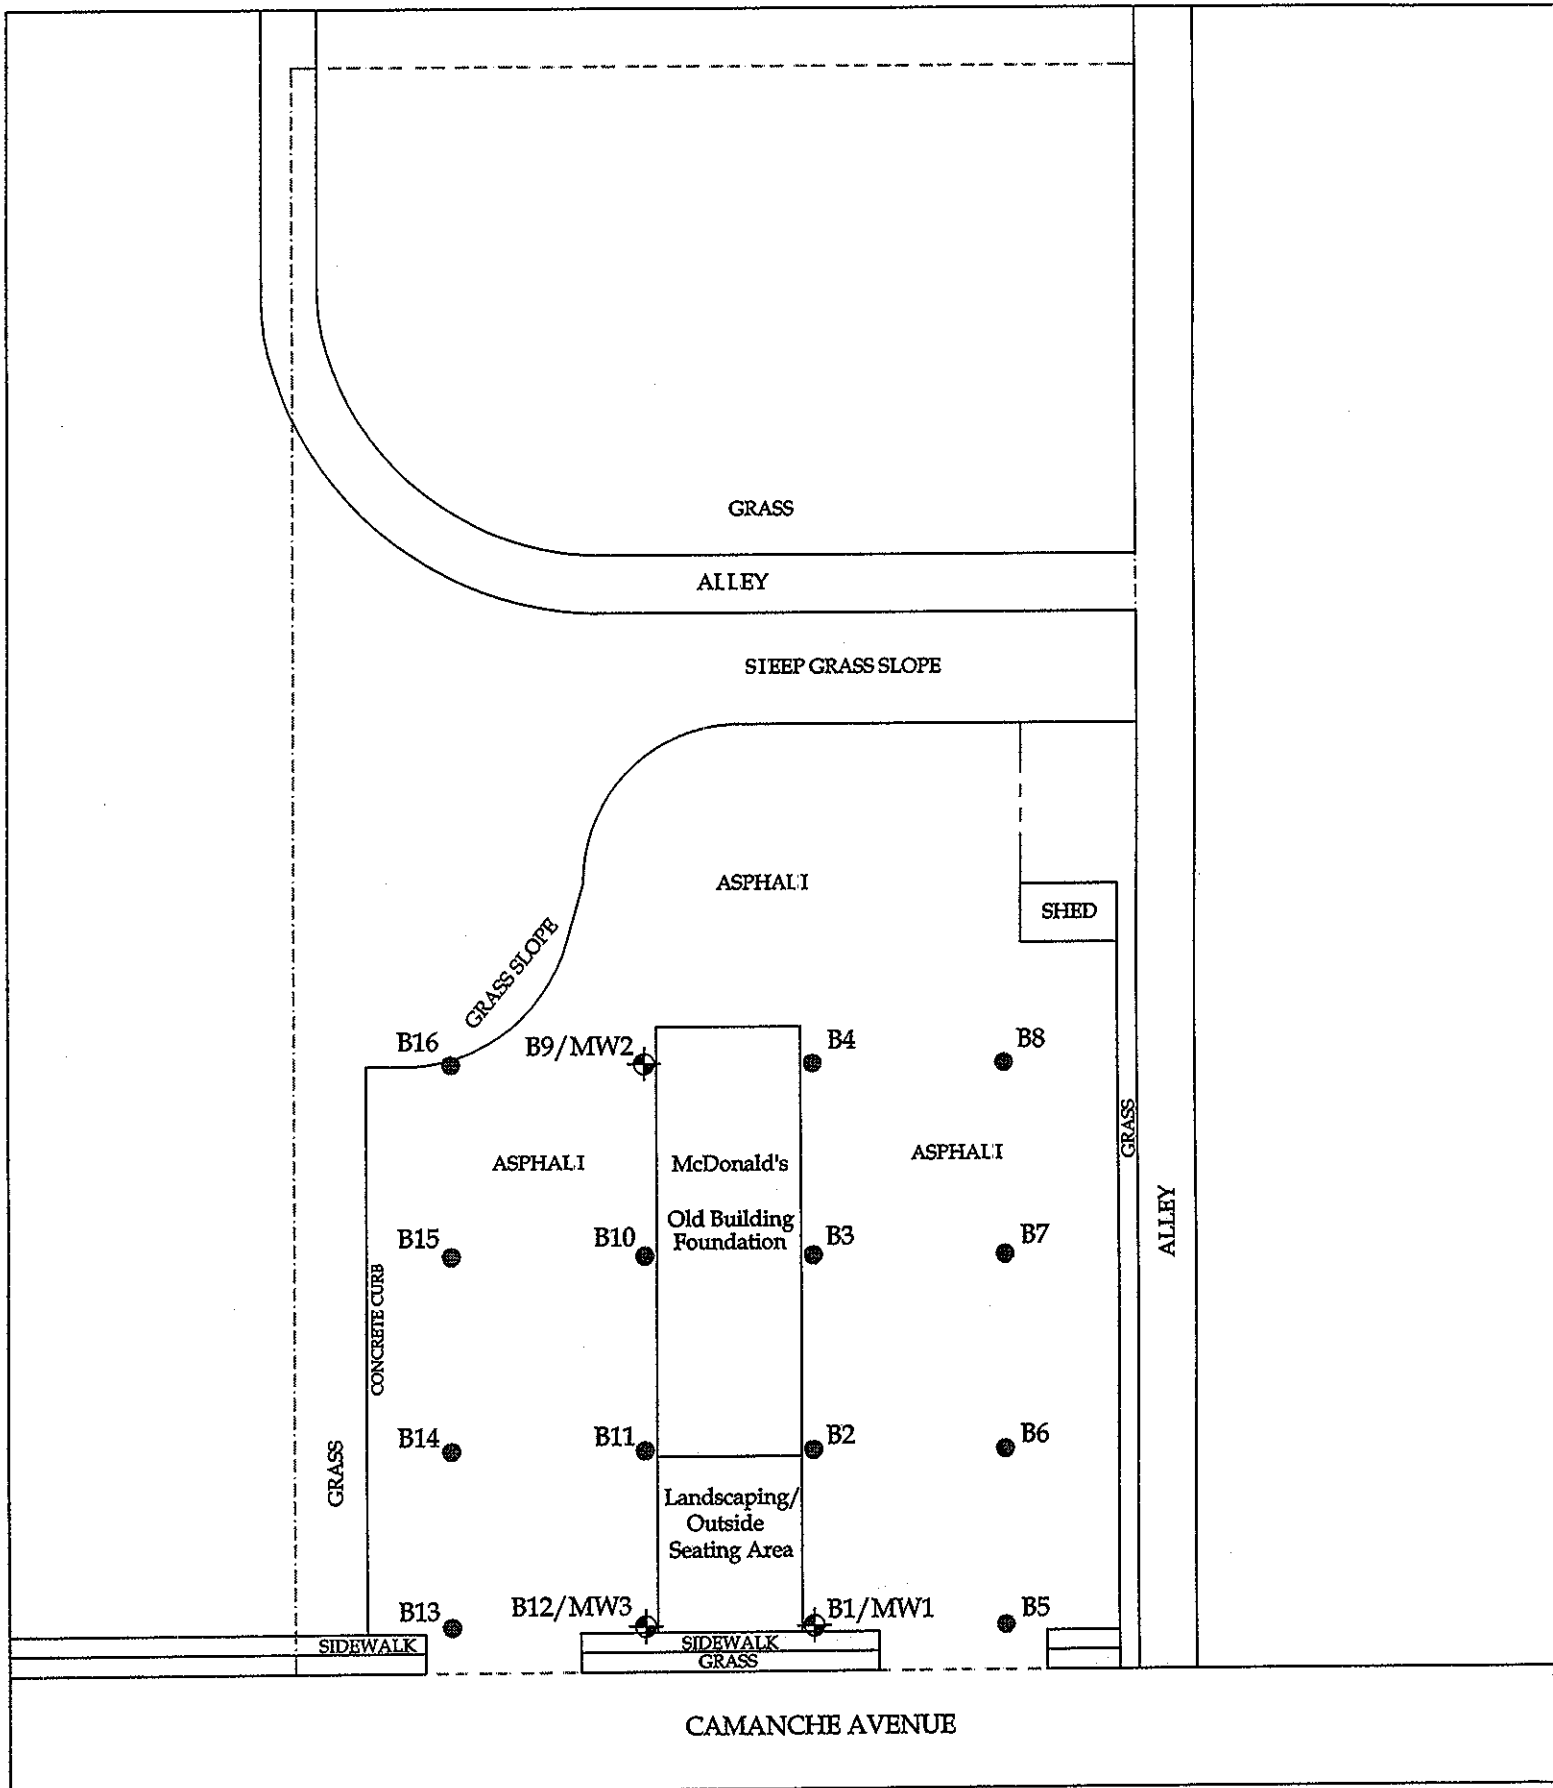 GRASS
ALLEY
STEEP GRASS SLOPE
ASPHALT
SHED
GRASS SLOPE
B16
B9/MW2
B4
B8
GRASS
ASPHALT
McDonald's
ASPHALT
ALLEY
Old Building
Foundation
B15
B10
B3
B7
CONCRETE CURB
B14
B11
B2
B6
GRASS
Landscaping/
Outside
Seating Area
B13
B12/MW3
B1/MW1
B5
SIDEWALK
SIDEWALK
GRASS
CAMANCHE AVENUE